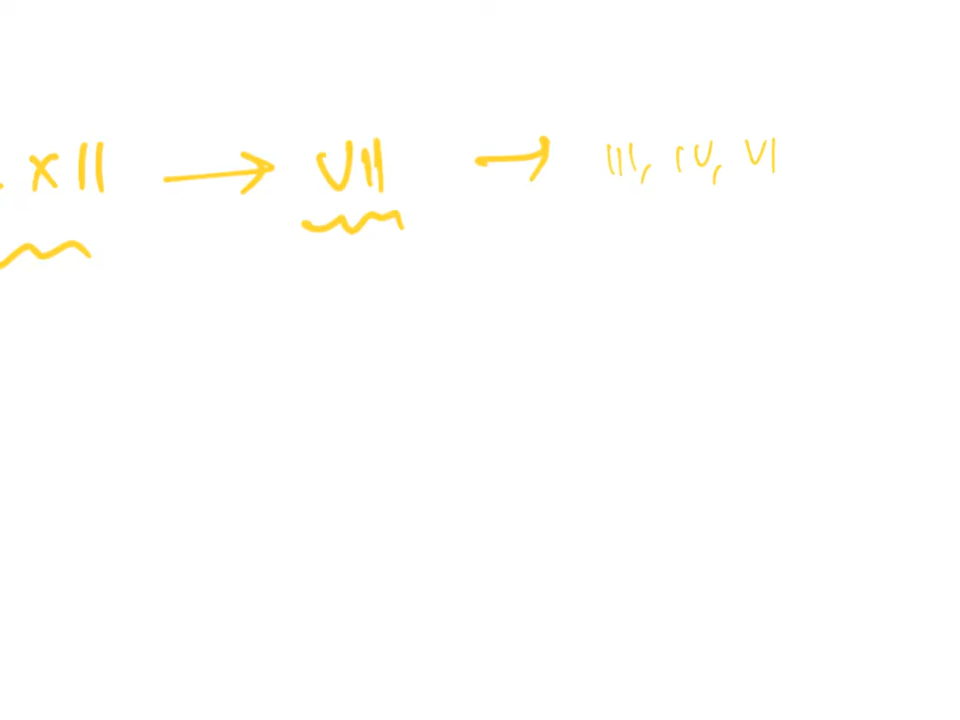 . XII → VII → III, IV, VI